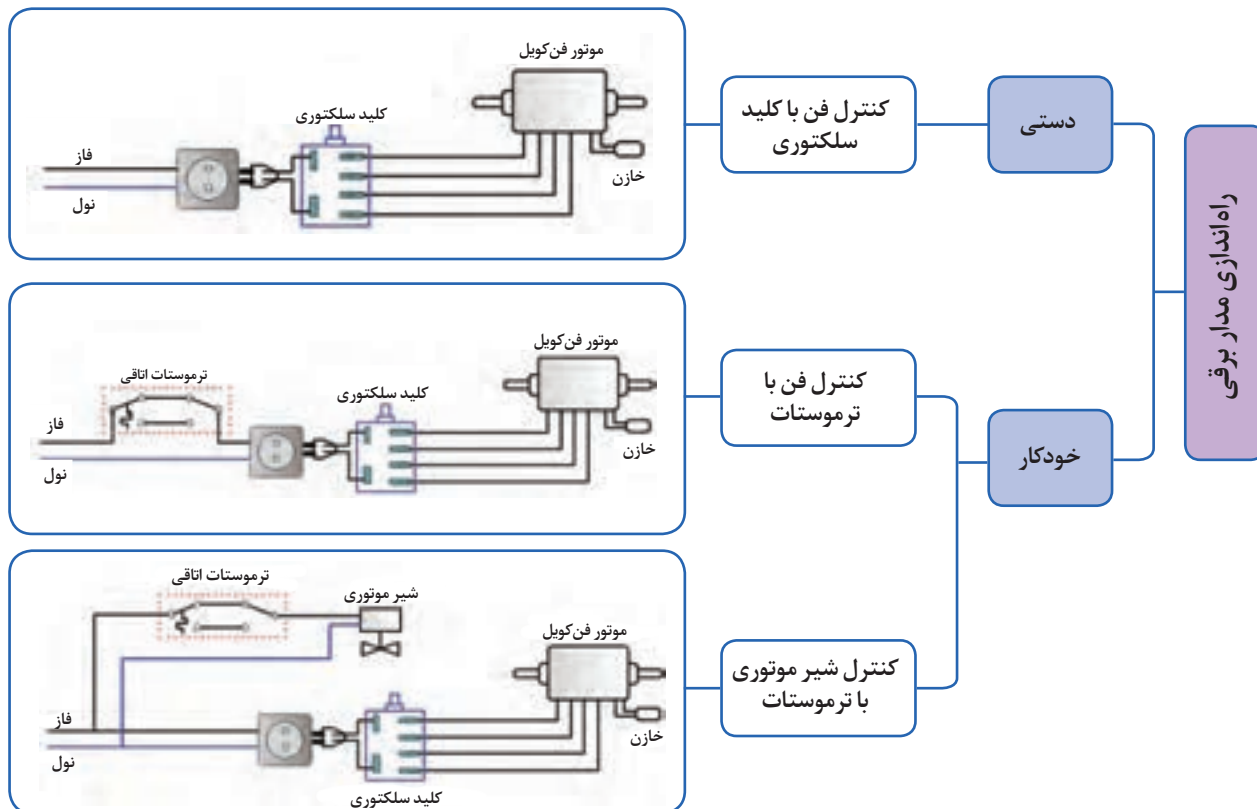 راه‌اندازی مدار برقی
دستی
کنترل فن با کلید
سلکتوری
موتور فن‌کویل
کلید سلکتوری
فاز
نول
خازن
خودکار
کنترل فن با
ترموستات
موتور فن‌کویل
ترموستات اتاقی
کلید سلکتوری
فاز
نول
خازن
کنترل شیر موتوری
با ترموستات
ترموستات اتاقی
شیر موتوری
موتور فن‌کویل
فاز
نول
خازن
کلید سلکتوری